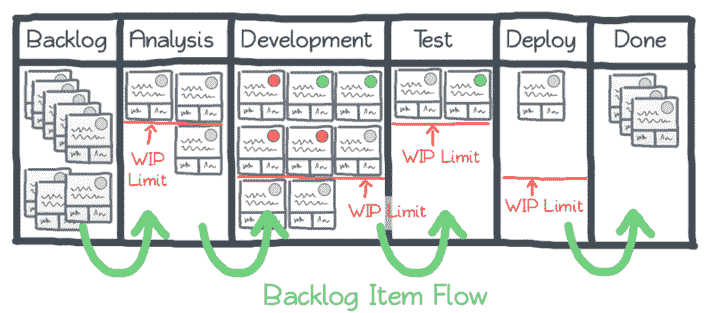 Backlog
Analysis
Development
Test
Deploy
Done
WIP
Limit
WIP Limit
WIP Limit
WIP Limit
Backlog Item Flow